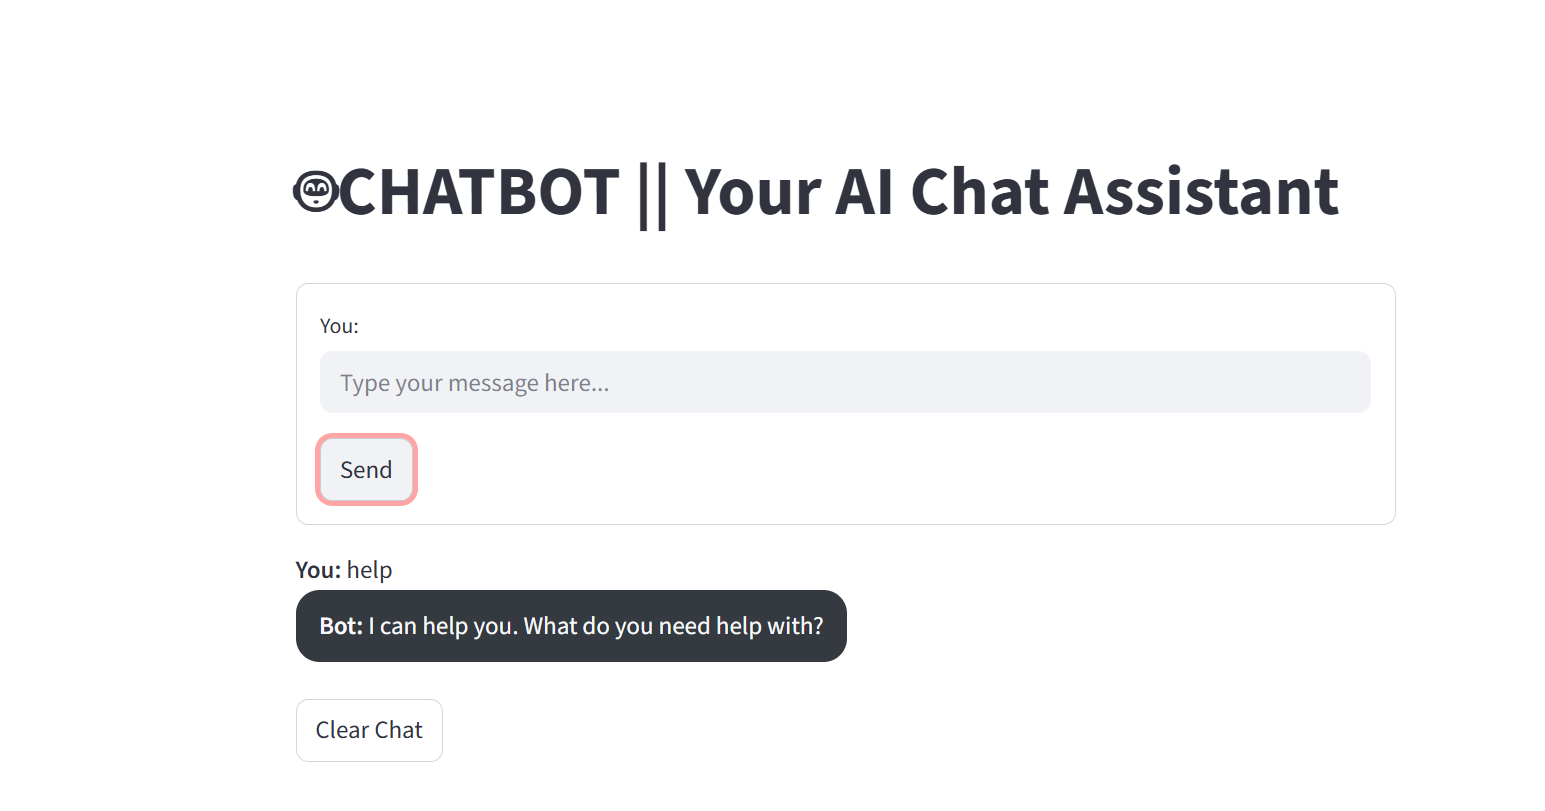 CHATBOT || Your AI Chat Assistant
You:
Type your message here...
Send
You: help
Bot: I can help you. What do you need help with?
Clear Chat